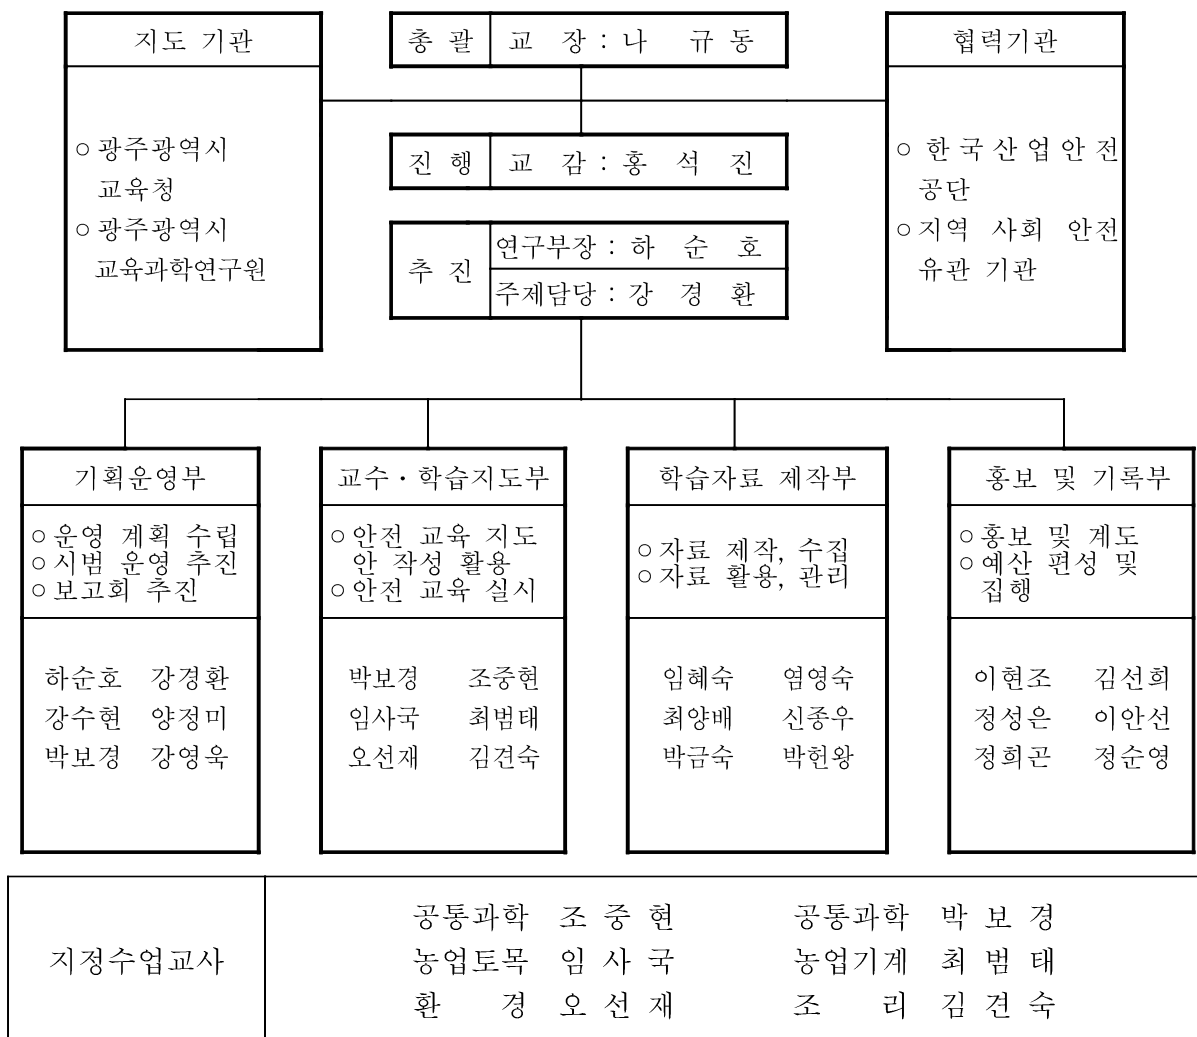 지도 기관
○ 광주광역시
교육청
○ 광주광역시
교육과학연구원
총 괄 교 장 : 나 규 동
진 행 교 감 : 홍 석 진
추 진
연구부장 : 하 순 호
주제담당 : 강 경 환
협력기관
○ 한국산업안전
공단
○ 지역 사회 안전
유관 기관
기획운영부
○ 운영 계획 수립
○ 시범 운영 추진
○ 보고회 추진
하순호 강경환
강수현 양정미
박보경 강영욱
교수 · 학습지도부
○ 안전 교육 지도
안 작성 활용
○ 안전 교육 실시
박보경 조중현
임사국 최범태
오선재 김견숙
학습자료 제작부
○ 자료 제작, 수집
○ 자료 활용, 관리
임혜숙 염영숙
최양배 신종우
박금숙 박헌왕
홍보 및 기록부
○ 홍보 및 계도
○ 예산 편성 및
집행
이현조 김선희
정성은 이안선
정희곤 정순영
지정수업교사
공통과학 조 중 현 공통과학 박 보 경
농업토목 임 사 국 농업기계 최 범 태
환 경 오 선 재 조 리 김 견 숙